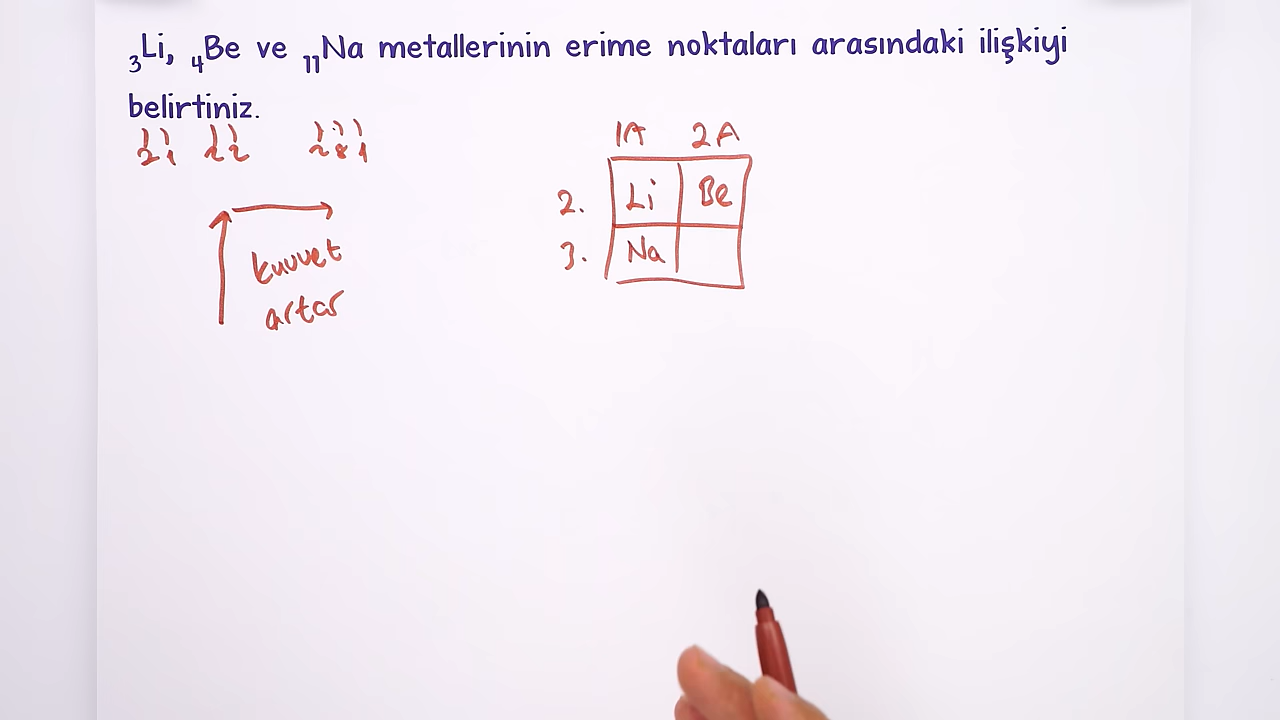 ₃Li, ₄Be ve ₁₁Na metallerinin erime noktaları arasındaki ilişkiyi
belirtiniz.
2 1 2 2 2 8 1
1A 2A
2. Li Be
3. Na
kuvvet
artar